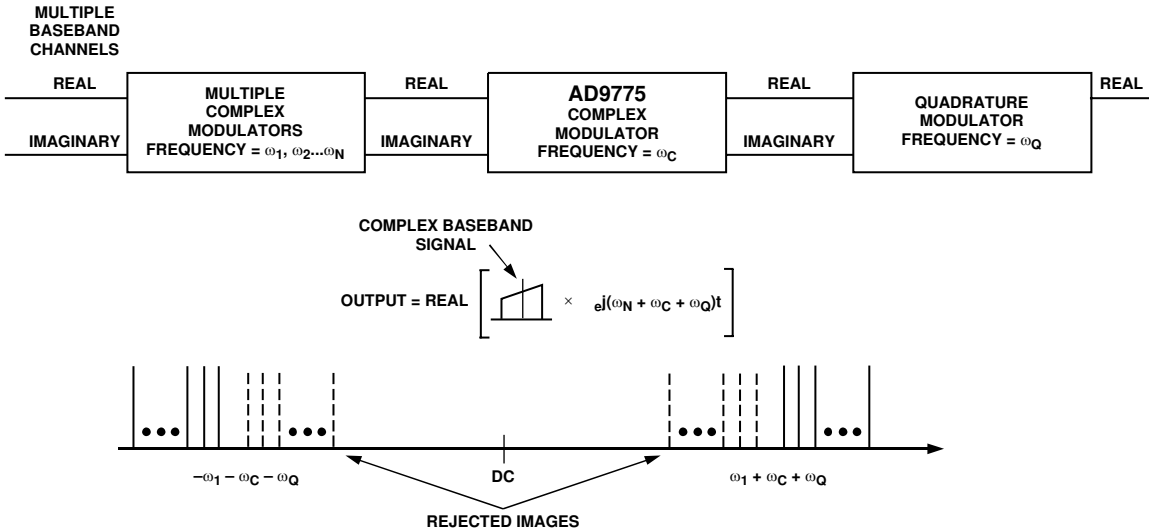 MULTIPLE
BASEBAND
CHANNELS
REAL
IMAGINARY
MULTIPLE
COMPLEX
MODULATORS
FREQUENCY = ω1, ω2...ωN
REAL
IMAGINARY
AD9775
COMPLEX
MODULATOR
FREQUENCY = ωC
REAL
IMAGINARY
QUADRATURE
MODULATOR
FREQUENCY = ωQ
REAL
COMPLEX BASEBAND
SIGNAL
OUTPUT = REAL [ × ej(ωN + ωC + ωQ)t ]
–ω1 – ωC – ωQ
DC
ω1 + ωC + ωQ
REJECTED IMAGES